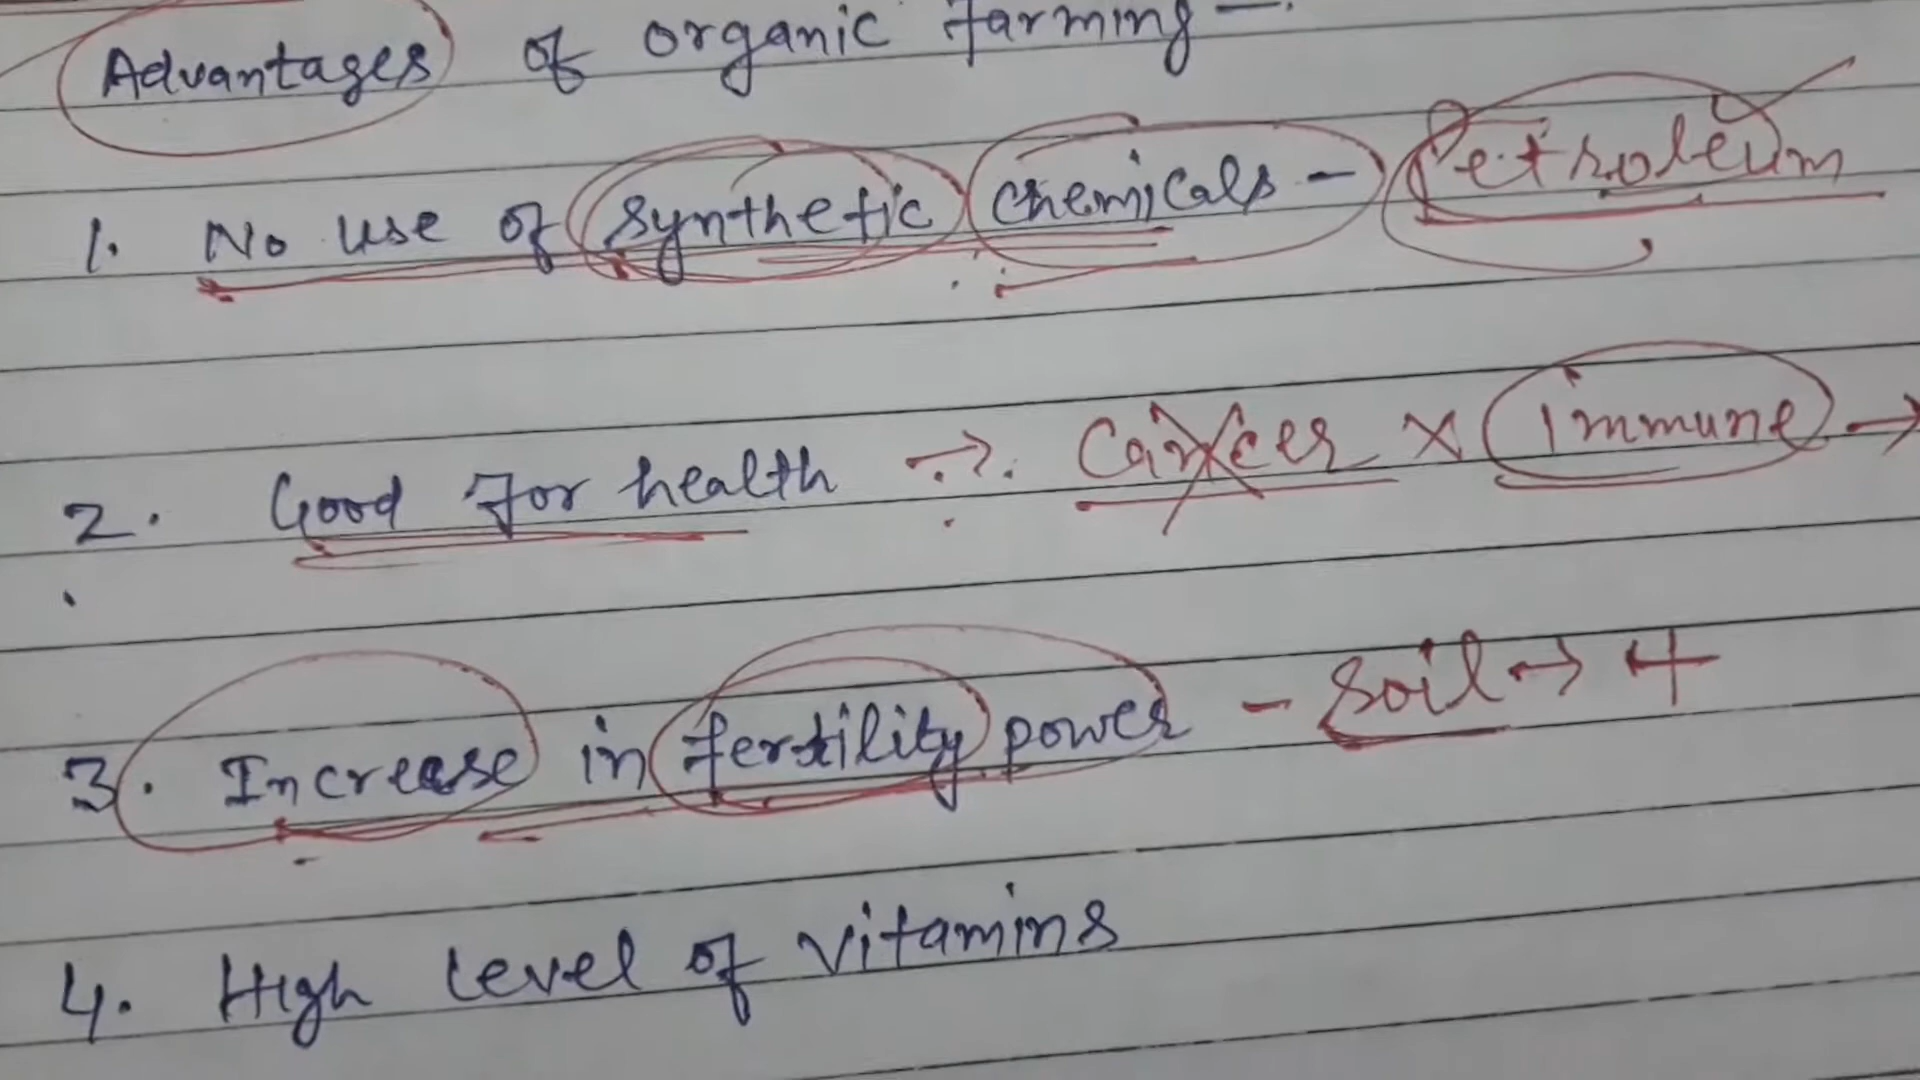 Advantages of organic farming -
1. No use of synthetic chemicals - Petroleum
2. Good for health → Cancer × immune →
3. Increase in fertility power - Soil → +
4. High level of vitamins